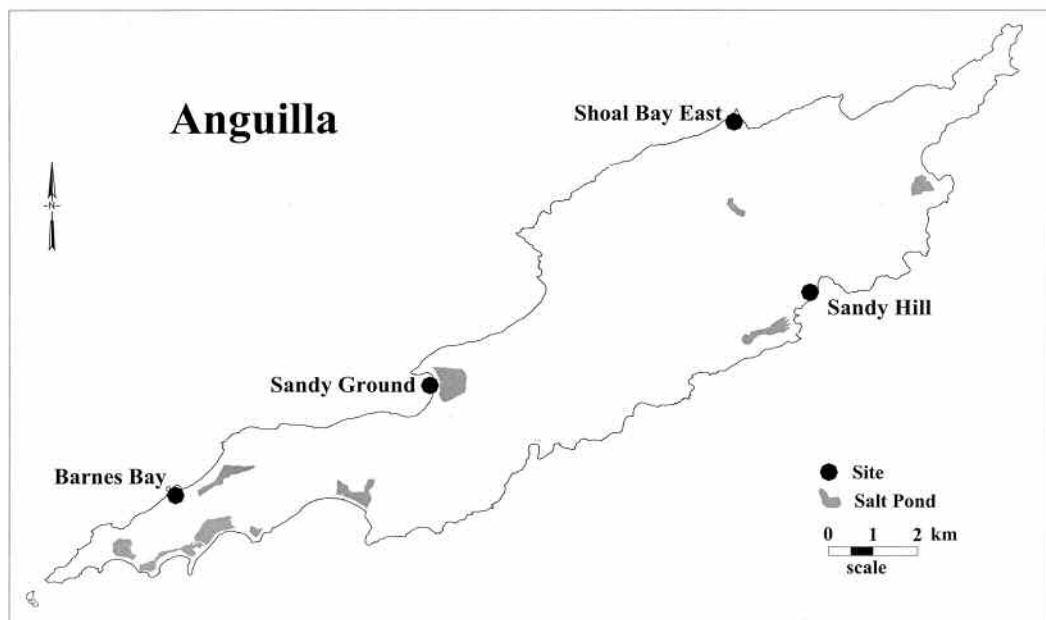 Anguilla
Shoal Bay East
-N-
Sandy Hill
Sandy Ground
Barnes Bay
Site
Salt Pond
0 1 2 km
scale